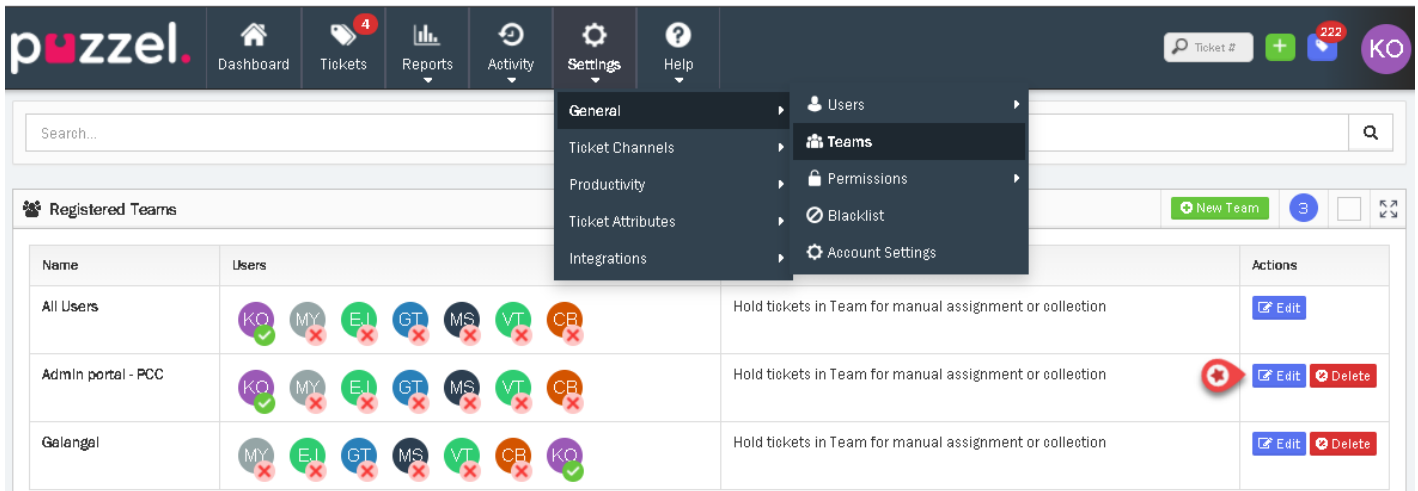 puzzel.
Dashboard
4
Tickets
Reports
Activity
Settings
Help
Ticket #
222
KO
General
Ticket Channels
Productivity
Ticket Attributes
Integrations
Users
Teams
Permissions
Blacklist
Account Settings
Search...
Registered Teams
New Team
3
Name
Users
Actions
All Users
KO MY EJ GT MS VT CB
Hold tickets in Team for manual assignment or collection
Edit
Admin portal - PCC
KO MY EJ GT MS VT CB
Hold tickets in Team for manual assignment or collection
Edit Delete
Galangal
MY EJ GT MS VT CB KO
Hold tickets in Team for manual assignment or collection
Edit Delete